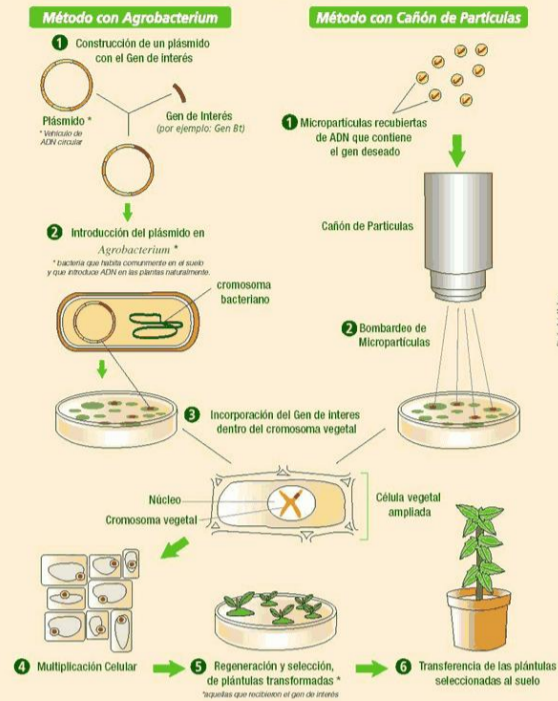 Método con Agrobacterium
1 Construcción de un plásmido
con el Gen de interés
Plásmido *
* Vehículo de
ADN circular
Gen de Interés
(por ejemplo: Gen Bt)
2 Introducción del plásmido en
Agrobacterium *
* bacteria que habita comunmente en el suelo
y que introduce ADN en las plantas naturalmente.
cromosoma
bacteriano
Método con Cañón de Partículas
1 Micropartículas recubiertas
de ADN que contiene
el gen deseado
Cañón de Partículas
2 Bombardeo de
Micropartículas
3 Incorporación del Gen de interes
dentro del cromosoma vegetal
Núcleo
Cromosoma vegetal
Célula vegetal
ampliada
4 Multiplicación Celular
5 Regeneración y selección,
de plántulas transformadas *
*aquellas que recibieron el gen de interés
6 Transferencia de las plántulas
seleccionadas al suelo